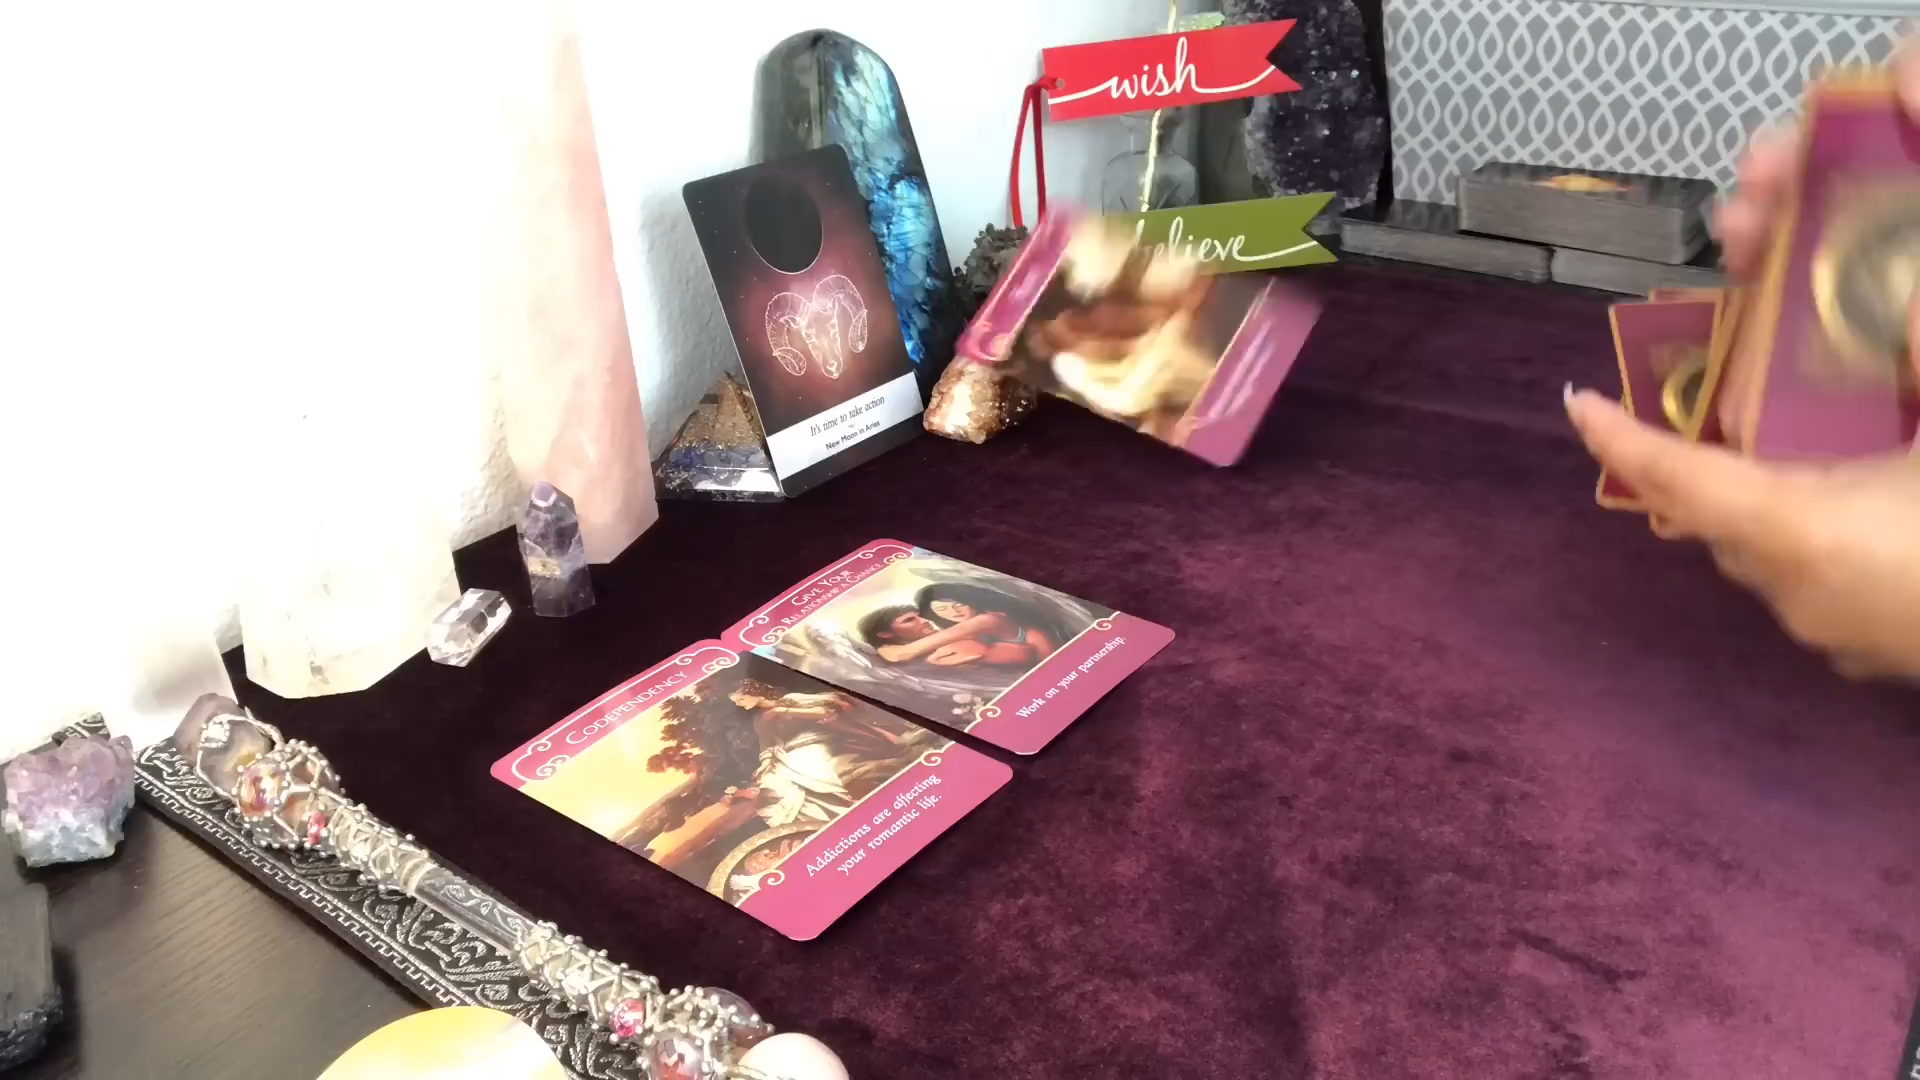 wish
believe
It's time to take action
New Moon in Aries
GIVE YOUR
RELATIONSHIP A CHANCE
Work on your partnership.
CODEPENDENCY
Addictions are affecting
your romantic life.